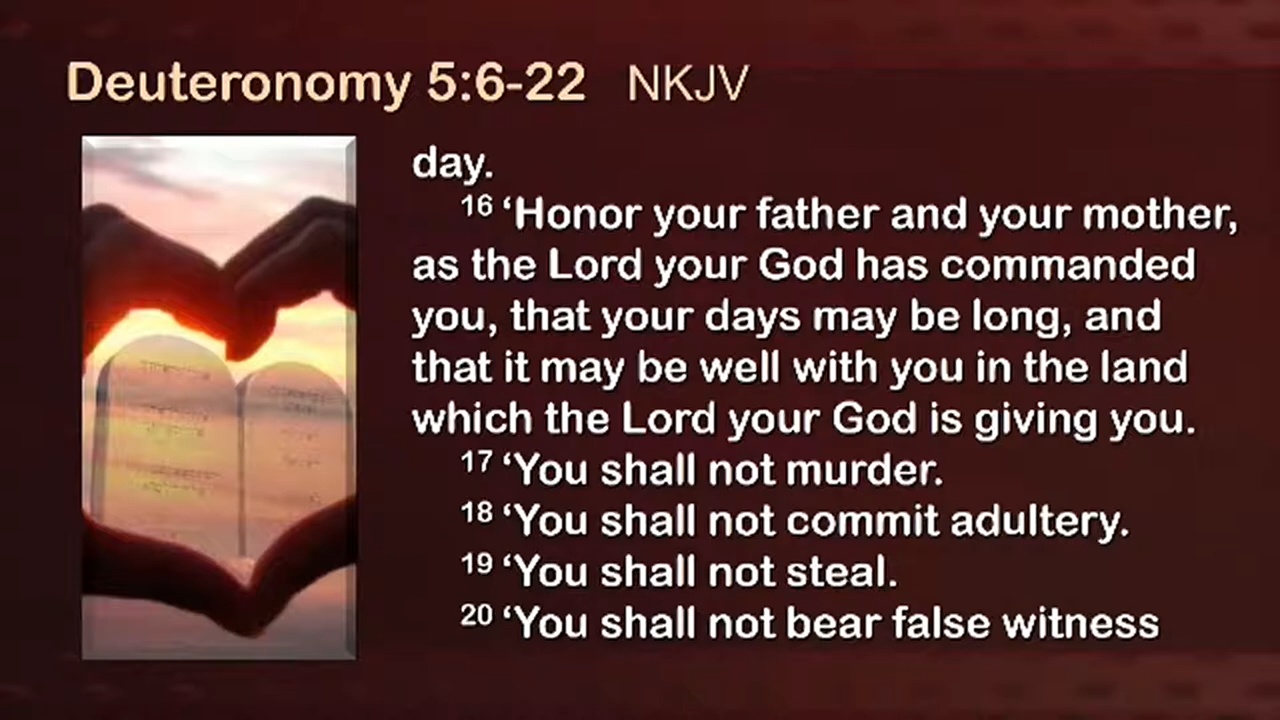 Deuteronomy 5:6-22 NKJV
day.
16 ‘Honor your father and your mother,
as the Lord your God has commanded
you, that your days may be long, and
that it may be well with you in the land
which the Lord your God is giving you.
17 ‘You shall not murder.
18 ‘You shall not commit adultery.
19 ‘You shall not steal.
20 ‘You shall not bear false witness